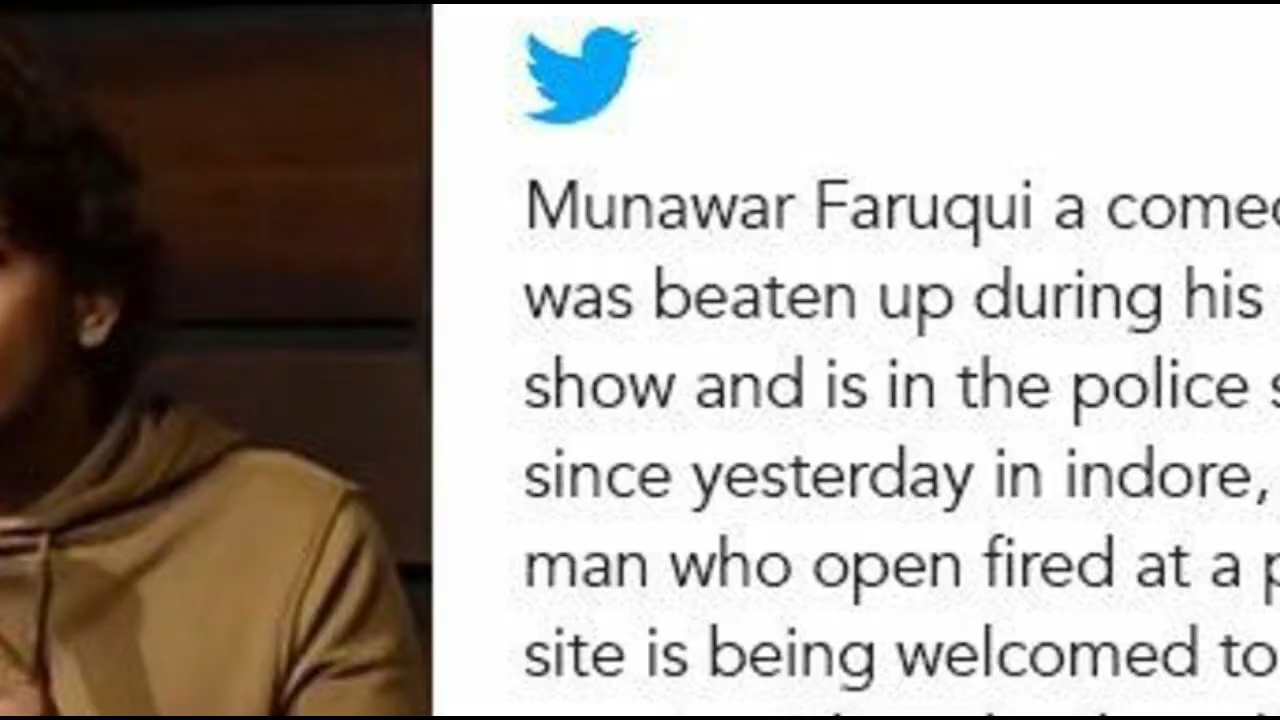 Munawar Faruqui a
was beaten up during his
show and is in the police
since yesterday in indore,
man who open fired at a
site is being welcomed to